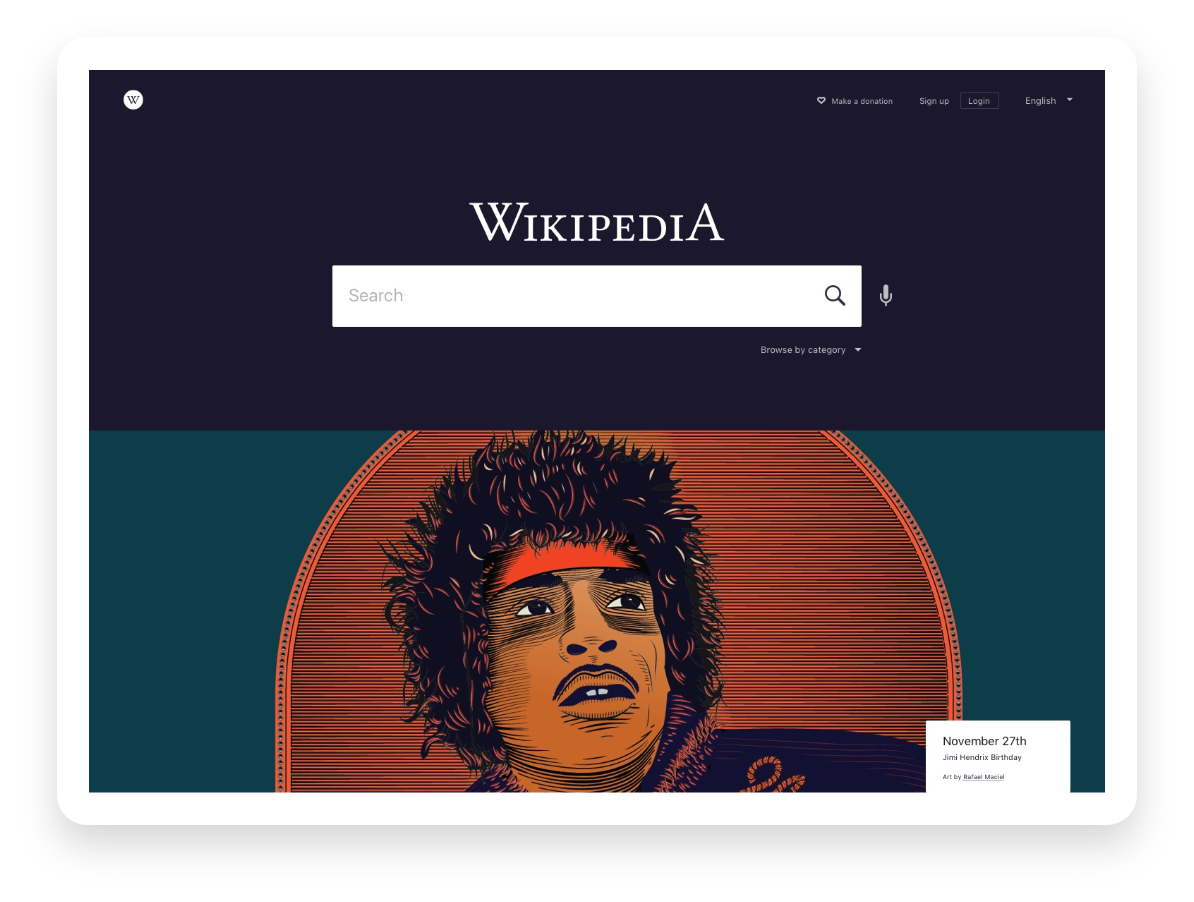 W
Make a donation
Sign up
Login
English
WIKIPEDIA
Search
Browse by category
November 27th
Jimi Hendrix Birthday
Art by Rafael Maciel